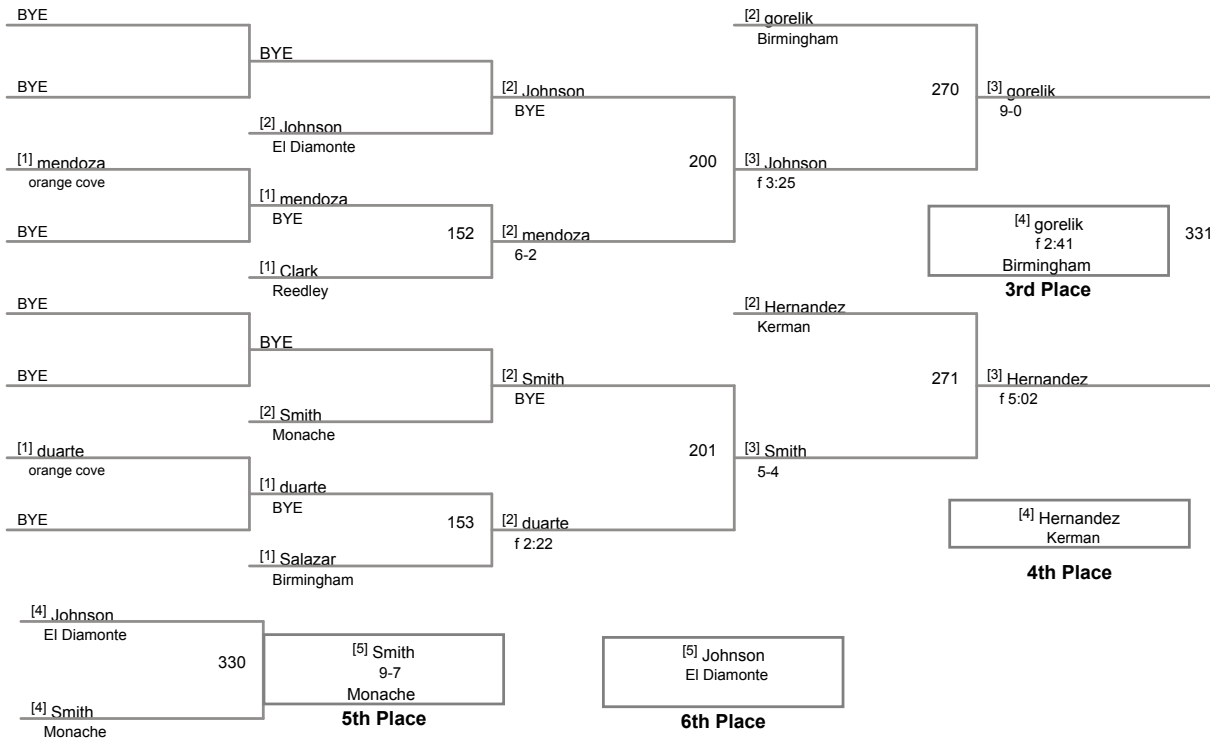 BYE
BYE
BYE
[2] Johnson
El Diamonte
[2] Johnson
BYE
[1] mendoza
orange cove
BYE
[1] mendoza
BYE
152
[1] Clark
Reedley
[2] mendoza
6-2
200
[3] Johnson
f 3:25
[2] gorelik
Birmingham
270
[3] gorelik
9-0
[4] gorelik
f 2:41
Birmingham
331
3rd Place
BYE
BYE
BYE
[2] Smith
Monache
[2] Smith
BYE
[1] duarte
orange cove
BYE
[1] duarte
BYE
153
[1] Salazar
Birmingham
[2] duarte
f 2:22
201
[3] Smith
5-4
[2] Hernandez
Kerman
271
[3] Hernandez
f 5:02
[4] Hernandez
Kerman
4th Place
[4] Johnson
El Diamonte
330
[4] Smith
Monache
[5] Smith
9-7
Monache
5th Place
[5] Johnson
El Diamonte
6th Place